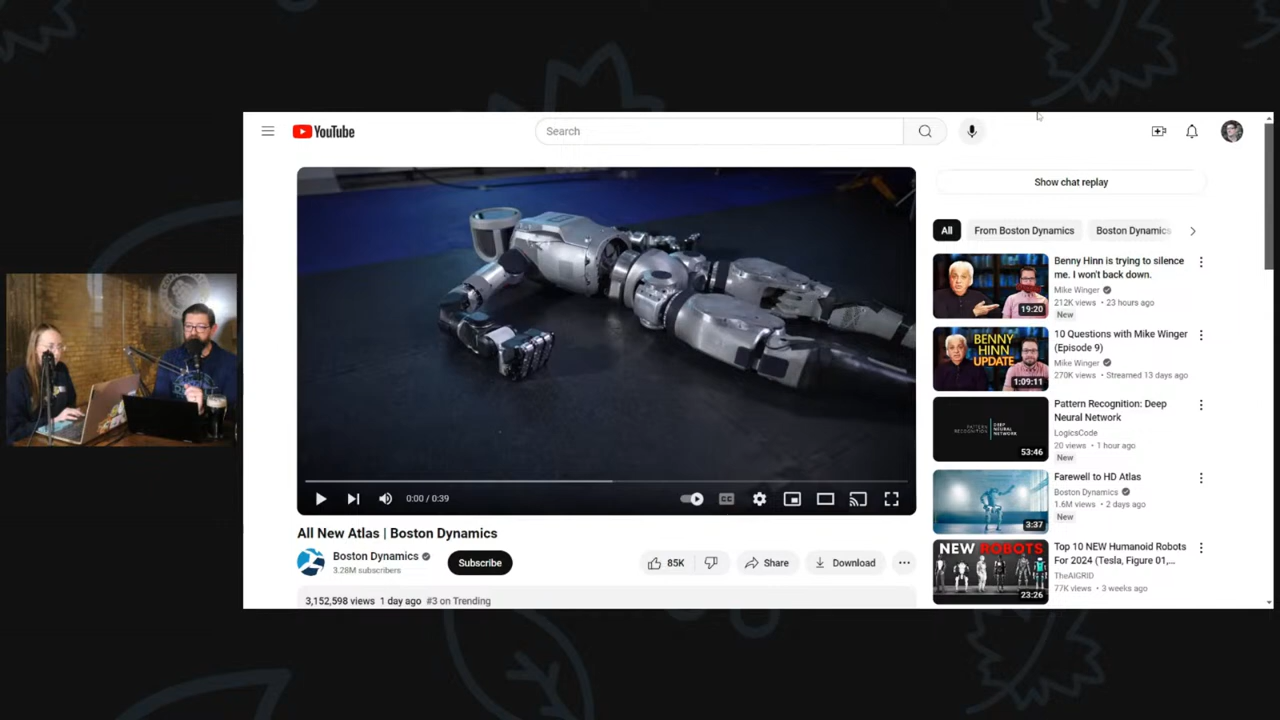 YouTube
Search
Show chat replay
All
From Boston Dynamics
Boston Dynamics
Benny Hinn is trying to silence
me. I won't back down.
Mike Winger
212K views • 23 hours ago
New
19:20
10 Questions with Mike Winger
(Episode 9)
Mike Winger
270K views • Streamed 13 days ago
BENNY
HINN
UPDATE
1:09:11
Pattern Recognition: Deep
Neural Network
LogicsCode
20 views • 1 hour ago
New
PATTERN
RECOGNITION
DEEP
NEURAL
NETWORK
53:46
Farewell to HD Atlas
Boston Dynamics
1.6M views • 2 days ago
New
3:37
Top 10 NEW Humanoid Robots
For 2024 (Tesla, Figure 01,...
TheAIGRID
77K views • 3 weeks ago
NEW ROBOTS
23:26
0:00 / 0:39
CC
All New Atlas | Boston Dynamics
Boston Dynamics
3.28M subscribers
Subscribe
85K
Share
Download
3,152,598 views 1 day ago #3 on Trending